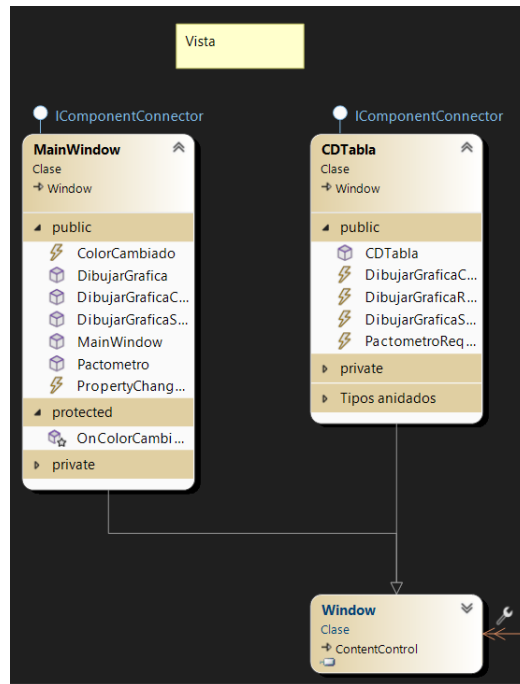 Vista
IComponentConnector
MainWindow
Clase
Window
public
ColorCambiado
DibujarGrafica
DibujarGraficaC...
DibujarGraficaS...
MainWindow
Pactometro
PropertyChang...
protected
OnColorCambi...
private
IComponentConnector
CDTabla
Clase
Window
public
CDTabla
DibujarGraficaC...
DibujarGraficaR...
DibujarGraficaS...
PactometroReq...
private
Tipos anidados
Window
Clase
ContentControl